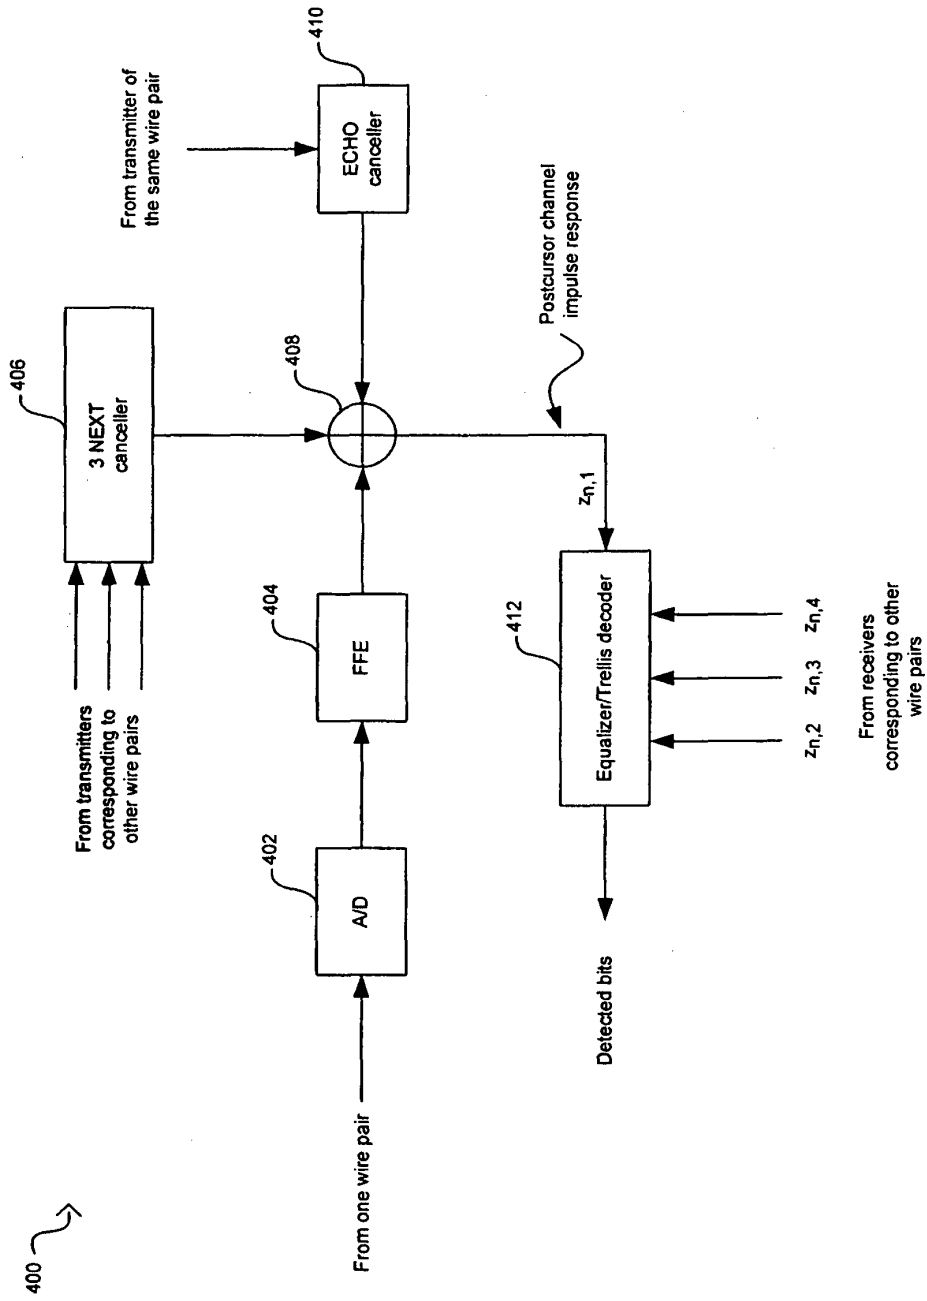 400
From transmitters
corresponding to
other wire pairs
406
3 NEXT
canceller
From transmitter of
the same wire pair
From one wire pair
402
A/D
404
FFE
408
410
ECHO
canceller
Postcursor channel
impulse response
Detected bits
412
Equalizer/Trellis decoder
zn,1
zn,2
zn,3
zn,4
From receivers
corresponding to other
wire pairs